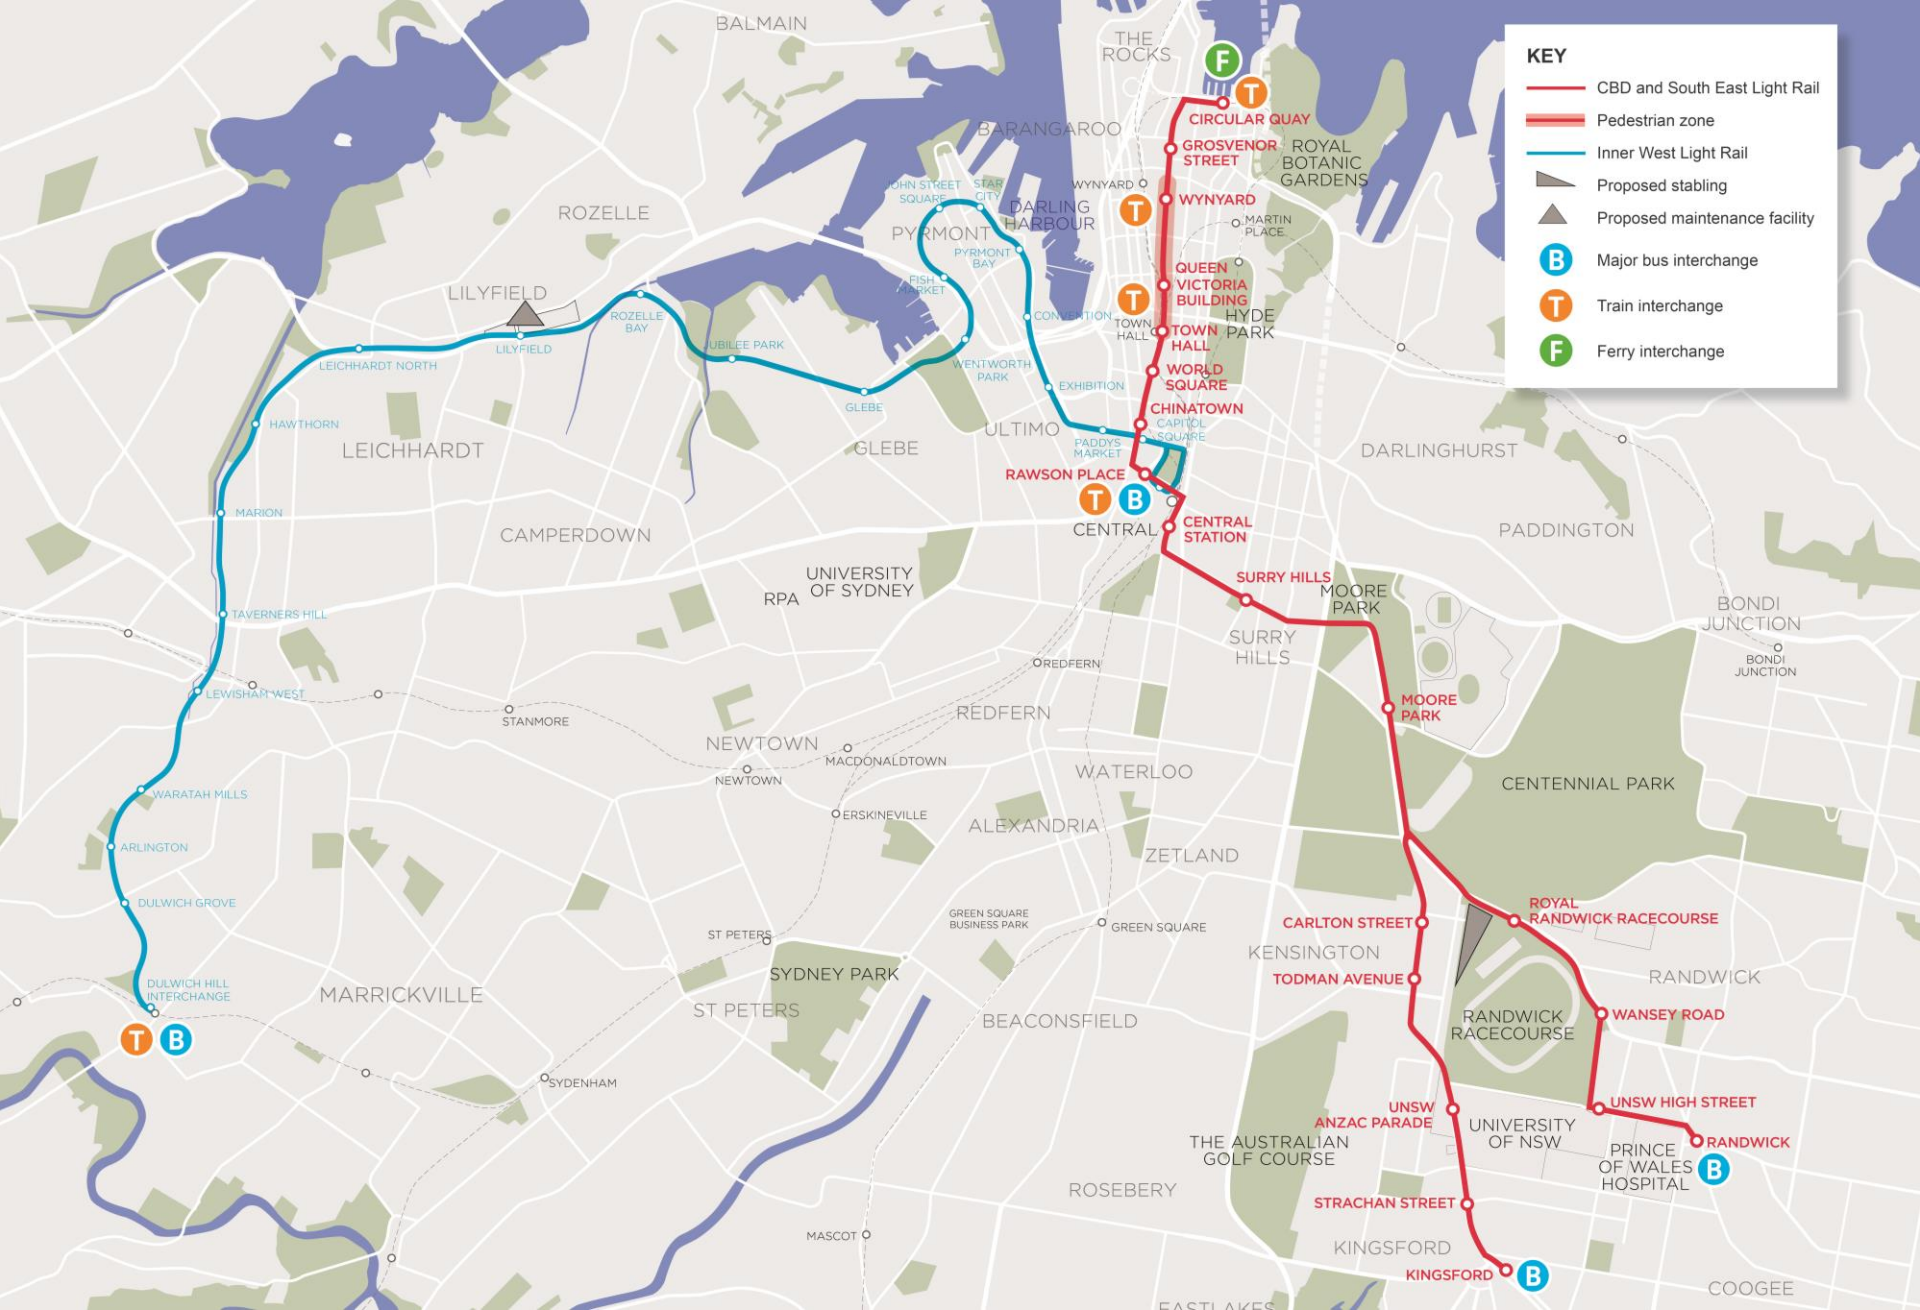 BALMAIN
THE
ROCKS
F
T
CIRCULAR QUAY
BARANGAROO
GROSVENOR
STREET
ROYAL
BOTANIC
GARDENS
KEY
CBD and South East Light Rail
Pedestrian zone
Inner West Light Rail
Proposed stabling
Proposed maintenance facility
B
Major bus interchange
T
Train interchange
F
Ferry interchange
JOHN STREET
SQUARE
STAR
CITY
WYNYARD
T
WYNYARD
DARLING
HARBOUR
MARTIN
PLACE
ROZELLE
PYRMONT
PYRMONT
BAY
FISH
MARKET
QUEEN
VICTORIA
BUILDING
T
LILYFIELD
ROZELLE
BAY
CONVENTION
TOWN
HALL
TOWN
HALL
HYDE
PARK
LILYFIELD
JUBILEE PARK
LEICHHARDT NORTH
WENTWORTH
PARK
EXHIBITION
WORLD
SQUARE
GLEBE
CHINATOWN
CAPITOL
SQUARE
HAWTHORN
LEICHHARDT
GLEBE
ULTIMO
PADDYS
MARKET
DARLINGHURST
RAWSON PLACE
T
B
CENTRAL
CENTRAL
STATION
MARION
CAMPERDOWN
PADDINGTON
UNIVERSITY
OF SYDNEY
RPA
SURRY HILLS
MOORE
PARK
TAVERNERS HILL
SURRY
HILLS
BONDI
JUNCTION
BONDI
JUNCTION
REDFERN
LEWISHAM WEST
STANMORE
REDFERN
MOORE
PARK
NEWTOWN
MACDONALDTOWN
NEWTOWN
WATERLOO
CENTENNIAL PARK
WARATAH MILLS
ERSKINEVILLE
ALEXANDRIA
ARLINGTON
ZETLAND
DULWICH GROVE
GREEN SQUARE
BUSINESS PARK
GREEN SQUARE
CARLTON STREET
ROYAL
RANDWICK RACECOURSE
ST PETERS
KENSINGTON
SYDNEY PARK
TODMAN AVENUE
RANDWICK
DULWICH HILL
INTERCHANGE
MARRICKVILLE
ST PETERS
BEACONSFIELD
RANDWICK
RACECOURSE
WANSEY ROAD
T
B
SYDENHAM
UNSW
ANZAC PARADE
UNIVERSITY
OF NSW
UNSW HIGH STREET
THE AUSTRALIAN
GOLF COURSE
PRINCE
OF WALES
HOSPITAL
RANDWICK
B
ROSEBERY
STRACHAN STREET
MASCOT
KINGSFORD
KINGSFORD
B
COOGEE
EASTLAKES